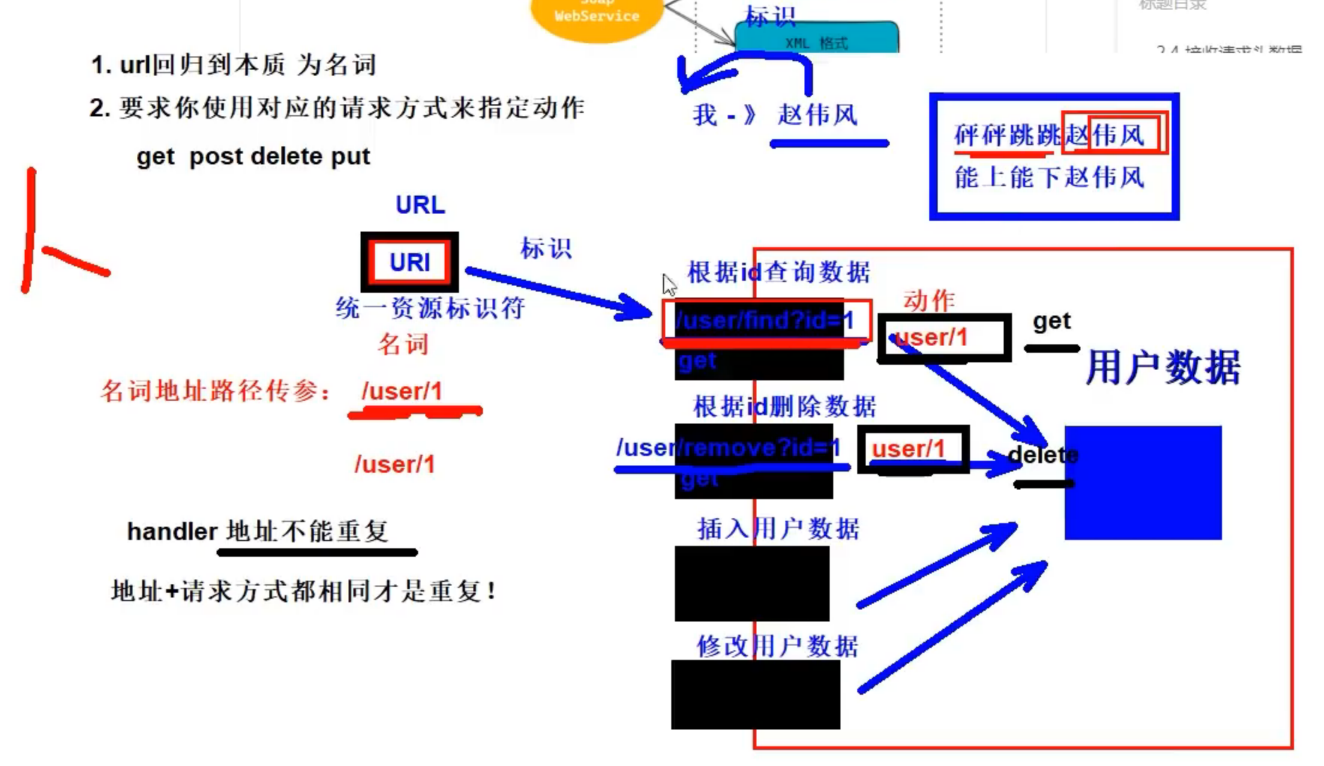 Soap
WebService
标识
XML 格式
标题目录
2.4 接收请求头数据
1. url回归到本质 为名词
2. 要求你使用对应的请求方式来指定动作
get post delete put
我 -》 赵伟风
砰砰跳跳赵伟风
能上能下赵伟风
URL
URI
统一资源标识符
名词
标识
名词地址路径传参： /user/1
/user/1
handler 地址不能重复
地址+请求方式都相同才是重复！
根据id查询数据
/user/find?id=1
get
动作
user/1
get
用户数据
根据id删除数据
/user/remove?id=1
get
user/1
delete
插入用户数据
修改用户数据